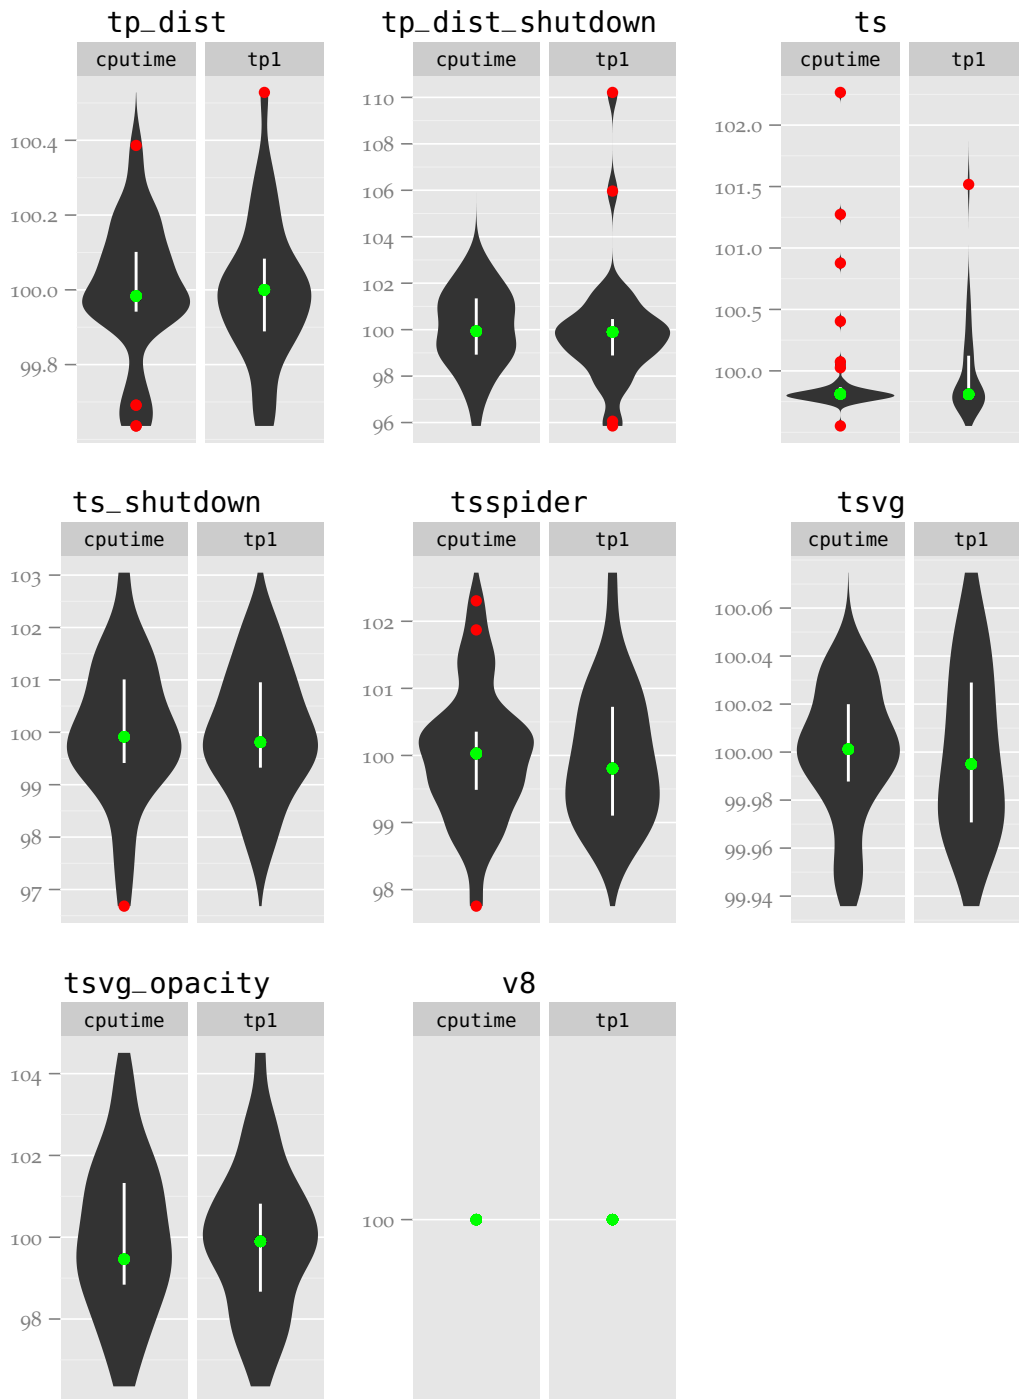 tp_dist
cputime tp1
100.4
100.2
100.0
99.8
tp_dist_shutdown
cputime tp1
110
108
106
104
102
100
98
96
ts
cputime tp1
102.0
101.5
101.0
100.5
100.0
ts_shutdown
cputime tp1
103
102
101
100
99
98
97
tsspider
cputime tp1
102
101
100
99
98
tsvg
cputime tp1
100.06
100.04
100.02
100.00
99.98
99.96
99.94
tsvg_opacity
cputime tp1
104
102
100
98
v8
cputime tp1
100